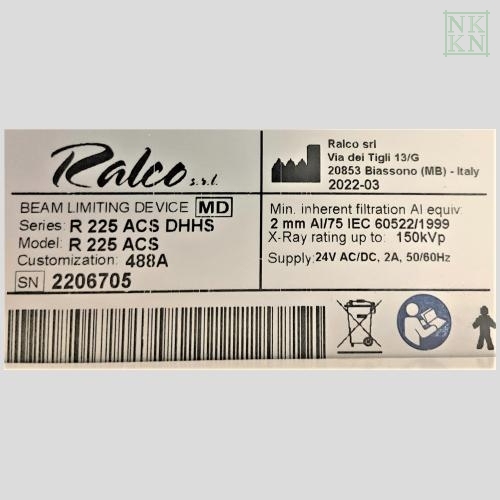 NK
KN
Ralco s.r.l.
BEAM LIMITING DEVICE MD
Series: R 225 ACS DHHS
Model: R 225 ACS
Customization: 488A
SN 2206705
Ralco srl
Via dei Tigli 13/G
20853 Biassono (MB) - Italy
2022-03
Min. inherent filtration Al equiv:
2 mm Al/75 IEC 60522/1999
X-Ray rating up to: 150kVp
Supply: 24V AC/DC, 2A, 50/60Hz